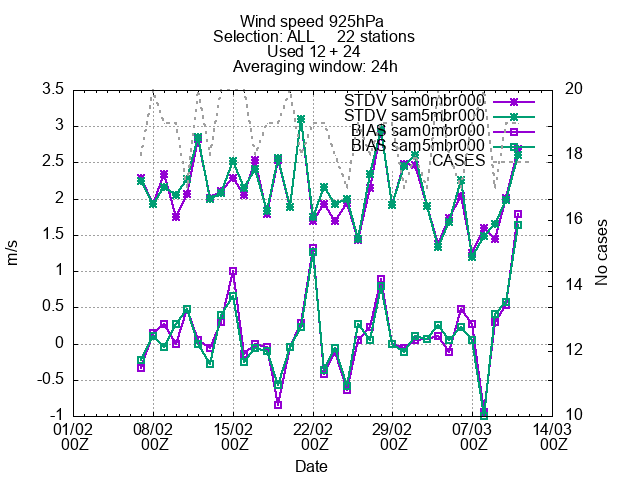 Wind speed 925hPa
Selection: ALL 22 stations
Used 12 + 24
Averaging window: 24h
STDV sam0mbr000
STDV sam5mbr000
BIAS sam0mbr000
BIAS sam5mbr000
CASES
3.5
3
2.5
2
1.5
1
0.5
0
-0.5
-1
m/s
20
18
16
14
12
10
No cases
01/02 08/02 15/02 22/02 29/02 07/03 14/03
00Z 00Z 00Z 00Z 00Z 00Z 00Z
Date